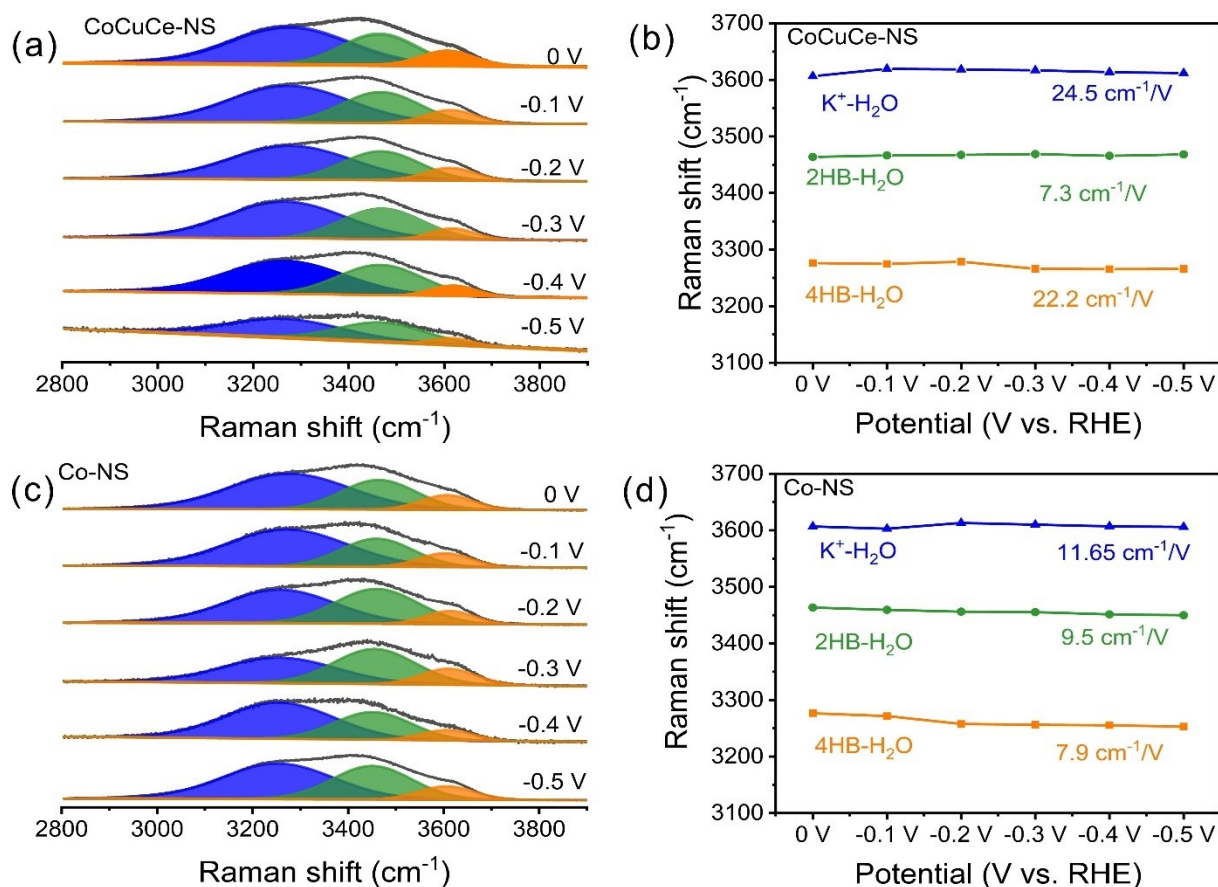 (a)
CoCuCe-NS
0 V
-0.1 V
-0.2 V
-0.3 V
-0.4 V
-0.5 V
2800 3000 3200 3400 3600 3800
Raman shift (cm⁻¹)
(b)
CoCuCe-NS
3700
3600
3500
3400
3300
3200
3100
Raman shift (cm⁻¹)
K⁺-H₂O
24.5 cm⁻¹/V
2HB-H₂O
7.3 cm⁻¹/V
4HB-H₂O
22.2 cm⁻¹/V
0 V -0.1 V -0.2 V -0.3 V -0.4 V -0.5 V
Potential (V vs. RHE)
(c)
Co-NS
0 V
-0.1 V
-0.2 V
-0.3 V
-0.4 V
-0.5 V
2800 3000 3200 3400 3600 3800
Raman shift (cm⁻¹)
(d)
Co-NS
3700
3600
3500
3400
3300
3200
3100
Raman shift (cm⁻¹)
K⁺-H₂O
11.65 cm⁻¹/V
2HB-H₂O
9.5 cm⁻¹/V
4HB-H₂O
7.9 cm⁻¹/V
0 V -0.1 V -0.2 V -0.3 V -0.4 V -0.5 V
Potential (V vs. RHE)